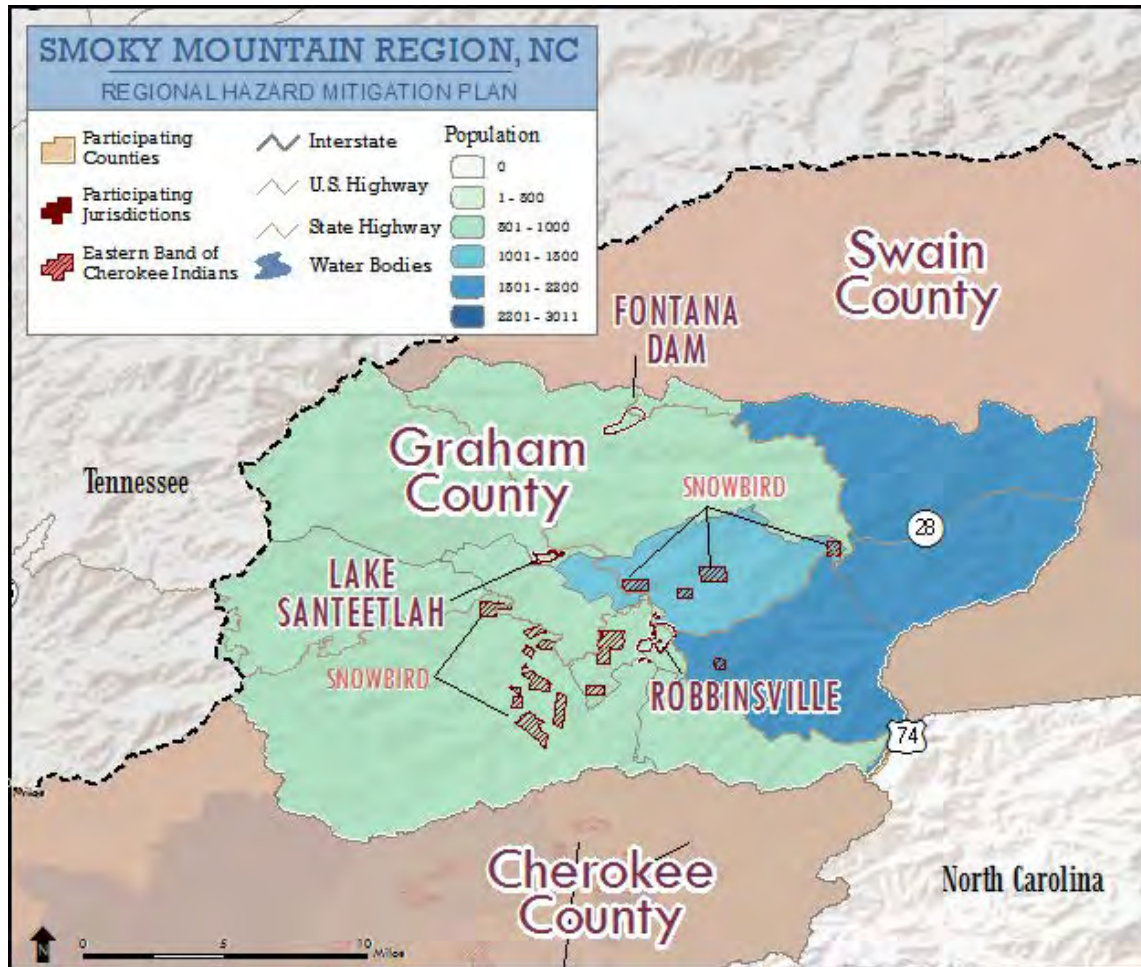 SMOKY MOUNTAIN REGION, NC
REGIONAL HAZARD MITIGATION PLAN
Participating
Counties
Participating
Jurisdictions
Eastern Band of
Cherokee Indians
Interstate
U.S. Highway
State Highway
Water Bodies
Population
0
1 - 500
501 - 1000
1001 - 1500
1501 - 2200
2201 - 3011
Swain
County
FONTANA
DAM
Graham
County
Tennessee
SNOWBIRD
28
LAKE
SANTEETLAH
SNOWBIRD
ROBBINSVILLE
74
Cherokee
County
North Carolina
N
0 5 10
Miles